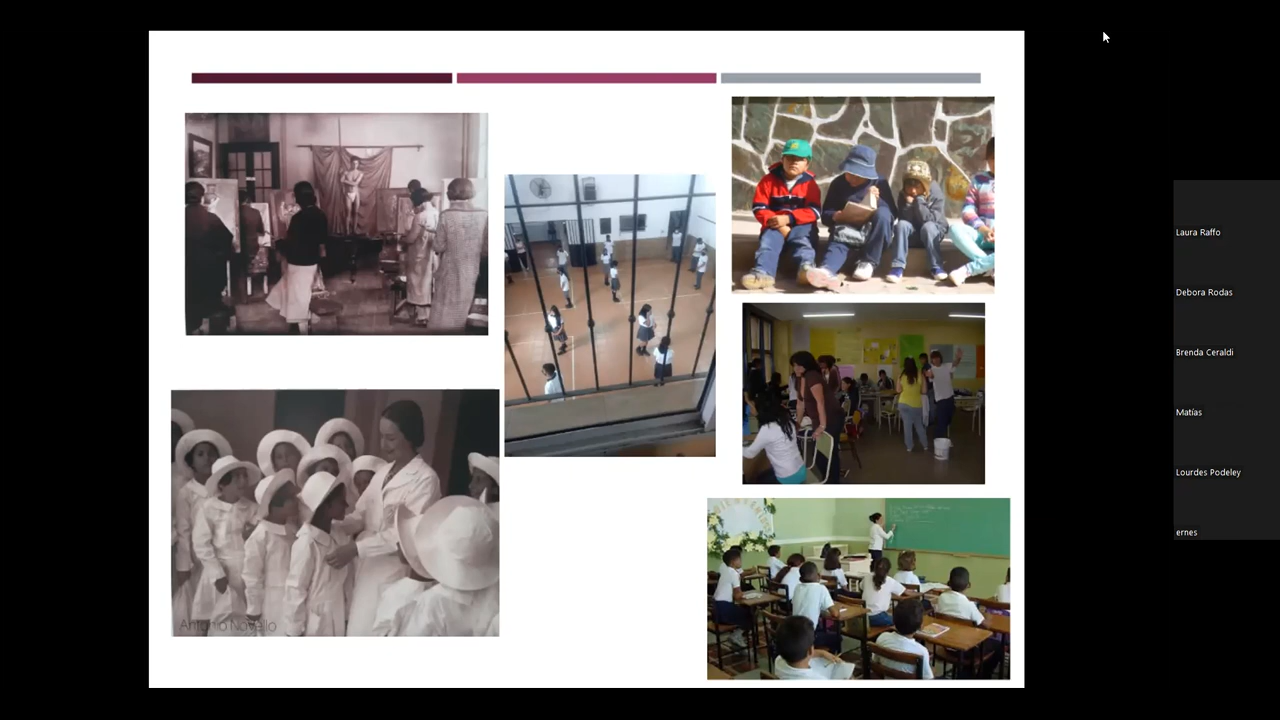 Antonio Novello
Laura Raffo
Debora Rodas
Brenda Ceraldi
Matías
Lourdes Podeley
ernes